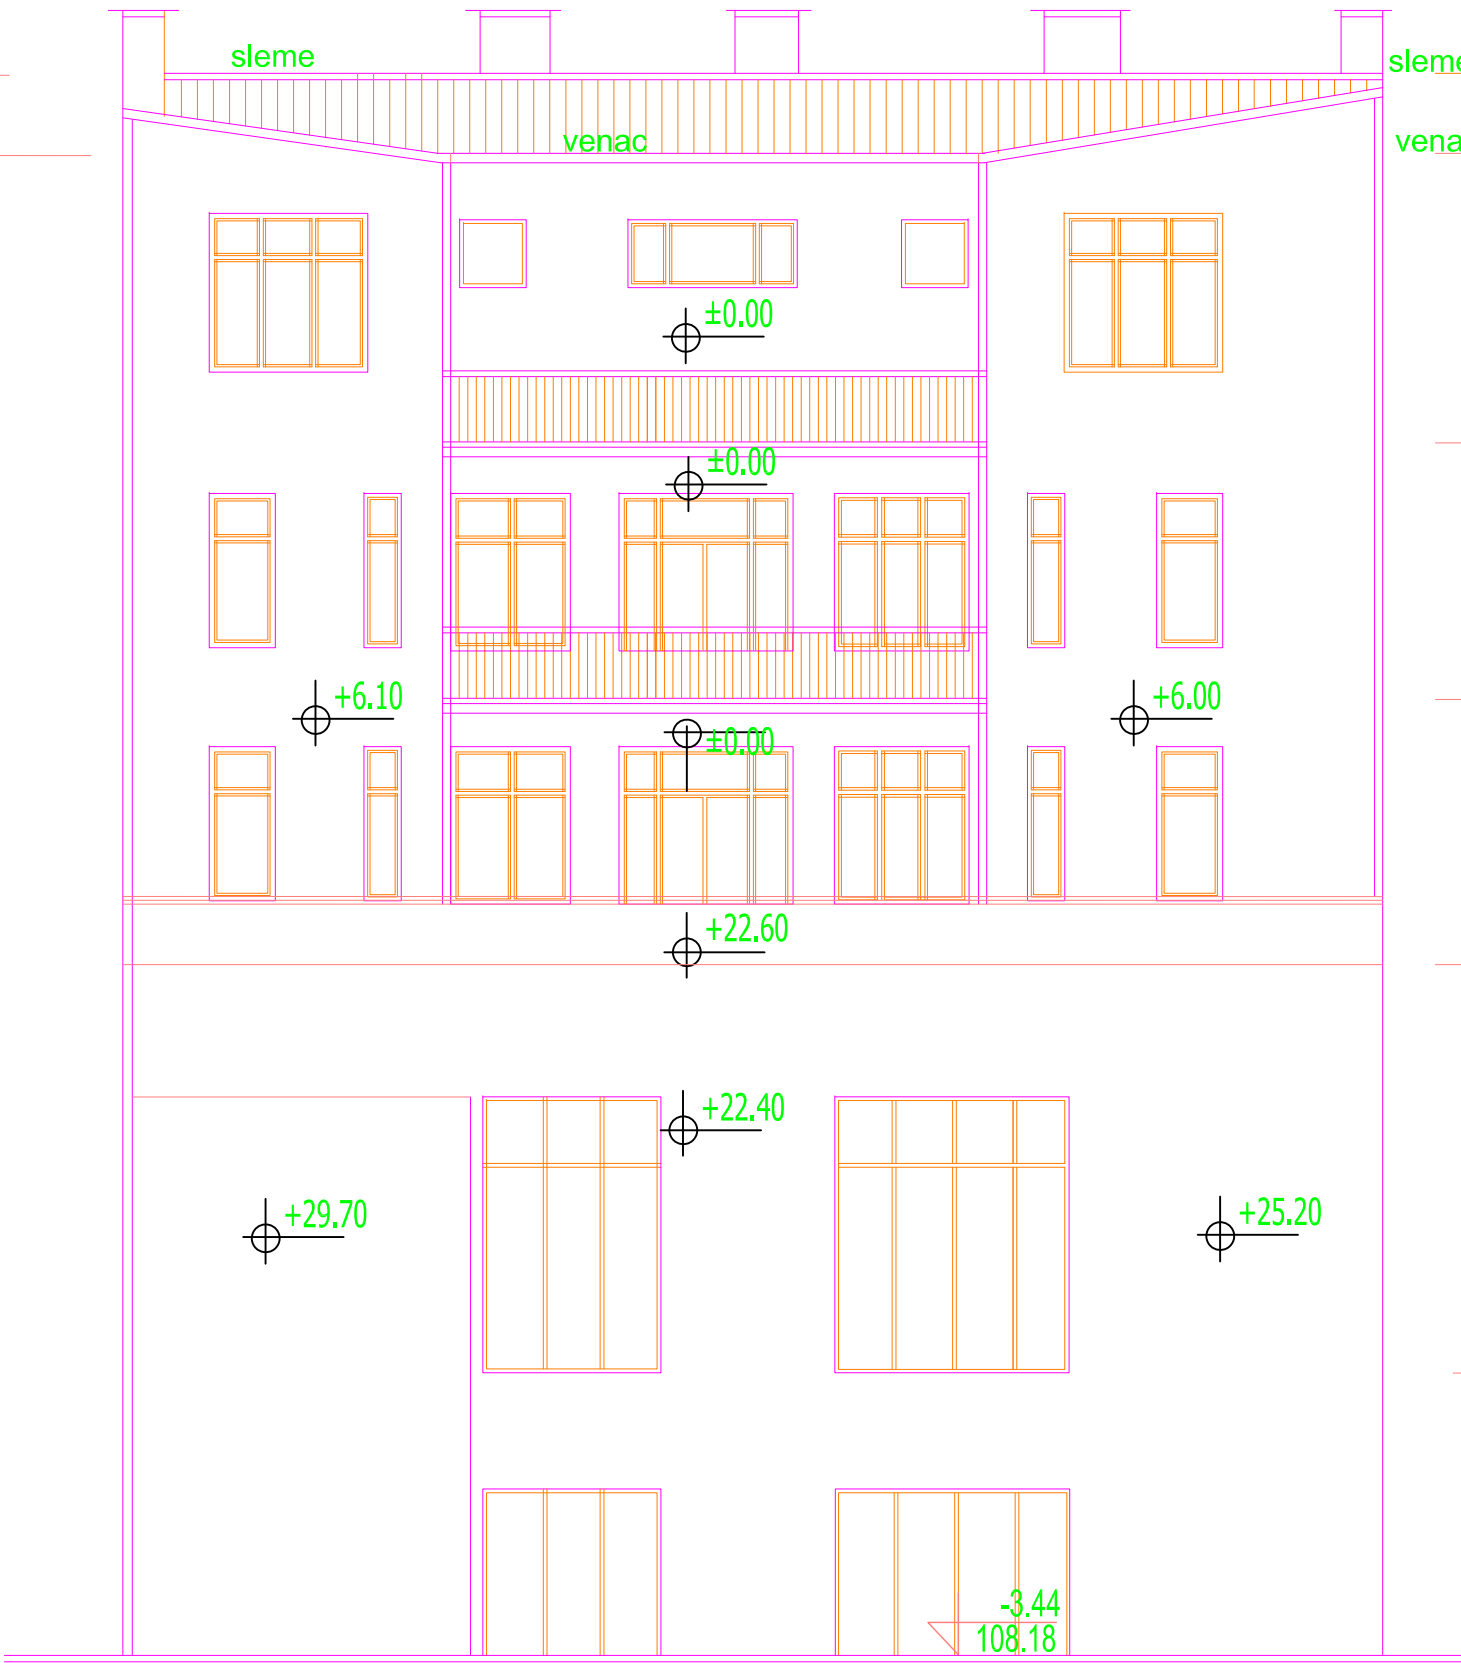 sleme
sleme
venac
vena
±0.00
±0.00
+6.10
+6.00
±0.00
+22.60
+22.40
+29.70
+25.20
-3.44
108.18